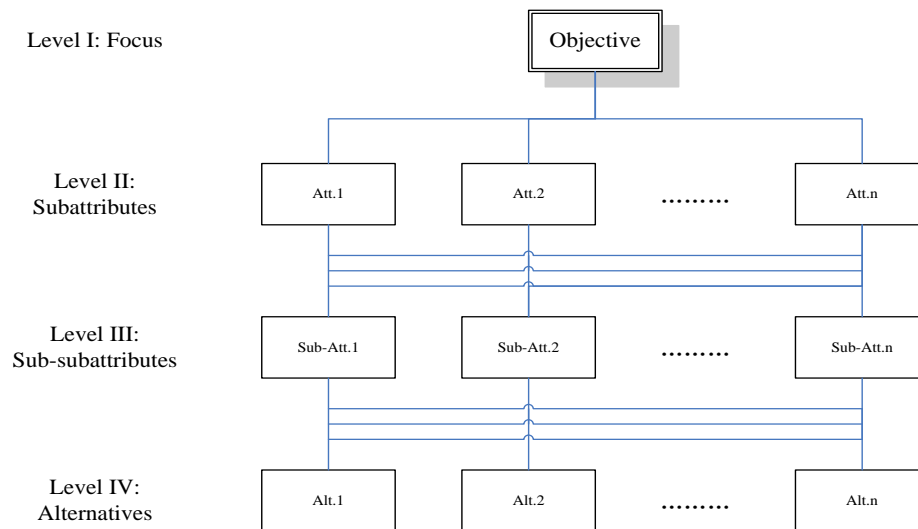 Level I: Focus
Objective
Level II:
Subattributes
Att.1
Att.2
.........
Att.n
Level III:
Sub-subattributes
Sub-Att.1
Sub-Att.2
.........
Sub-Att.n
Level IV:
Alternatives
Alt.1
Alt.2
.........
Alt.n